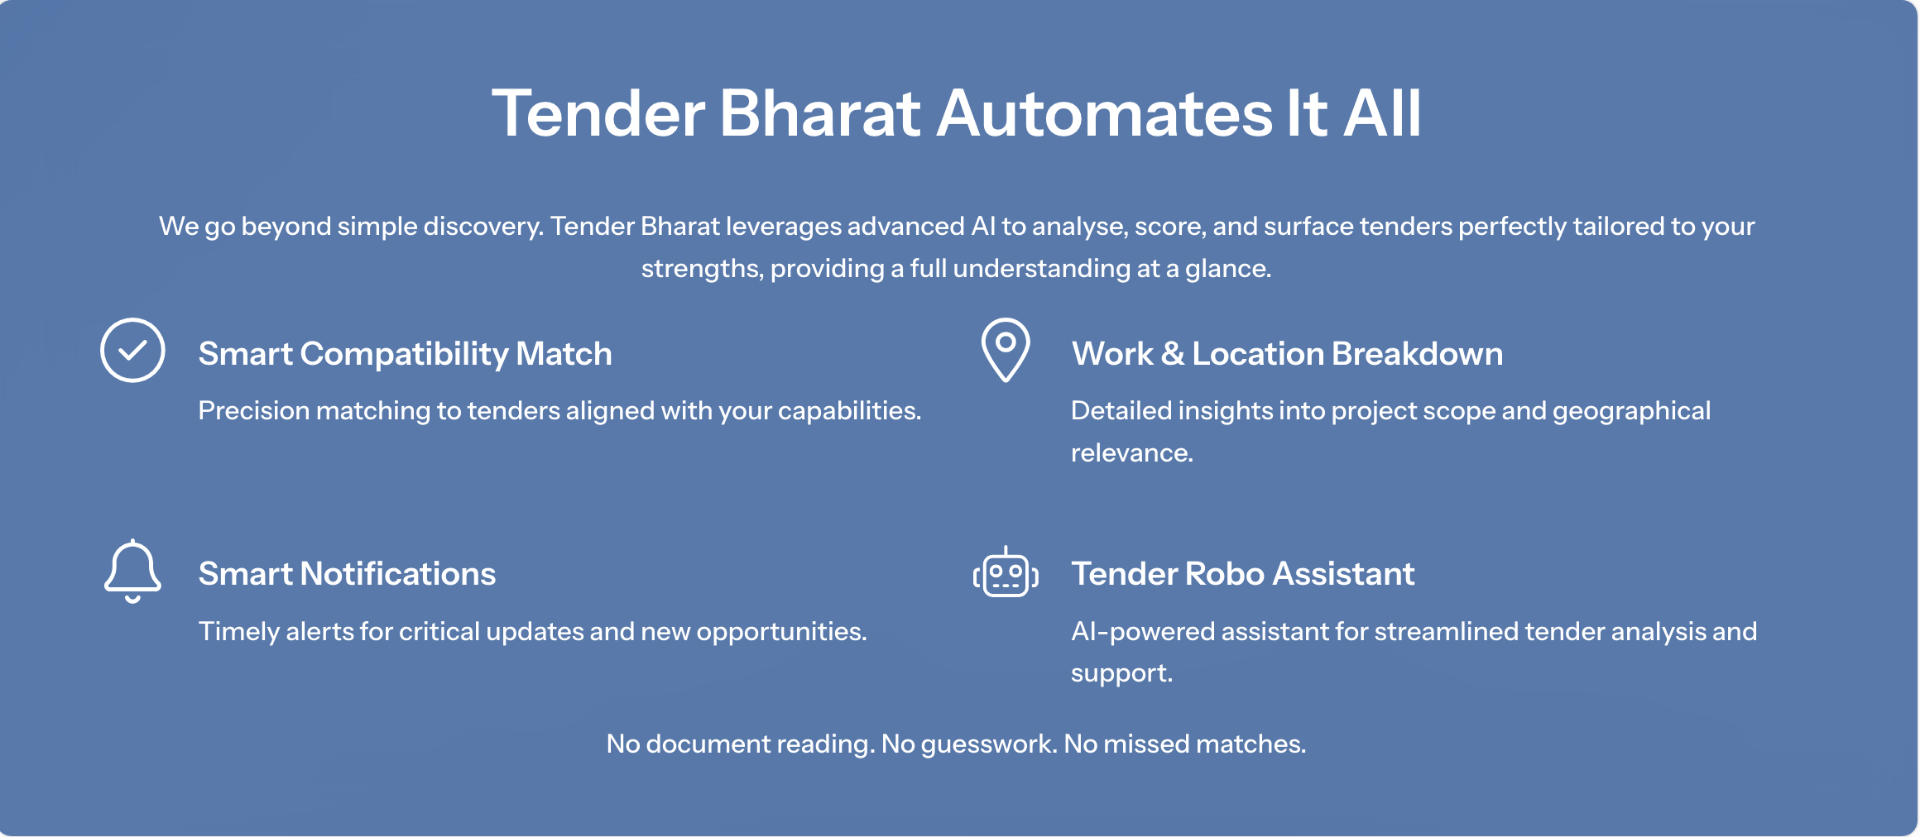 Tender Bharat Automates It All
We go beyond simple discovery. Tender Bharat leverages advanced AI to analyse, score, and surface tenders perfectly tailored to your
strengths, providing a full understanding at a glance.
Smart Compatibility Match
Precision matching to tenders aligned with your capabilities.
Work & Location Breakdown
Detailed insights into project scope and geographical
relevance.
Smart Notifications
Timely alerts for critical updates and new opportunities.
Tender Robo Assistant
AI-powered assistant for streamlined tender analysis and
support.
No document reading. No guesswork. No missed matches.